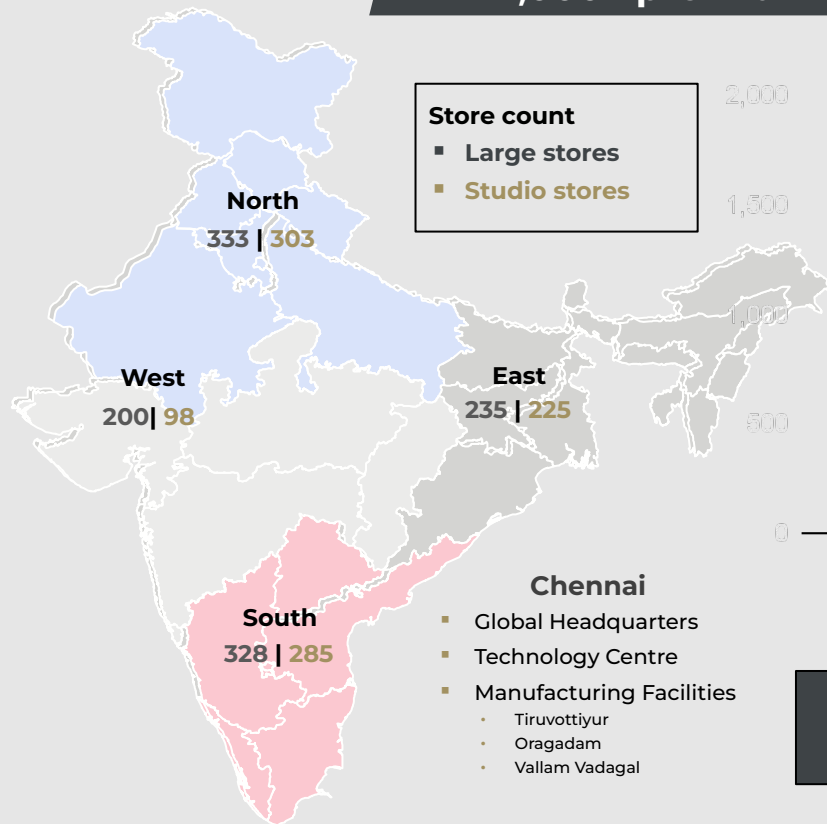 Store count
▪ Large stores
▪ Studio stores
2,000
1,500
North
333 | 303
1,000
West
200| 98
East
235 | 225
500
0
Chennai
▪ Global Headquarters
▪ Technology Centre
▪ Manufacturing Facilities
• Tiruvottiyur
• Oragadam
• Vallam Vadagal
South
328 | 285